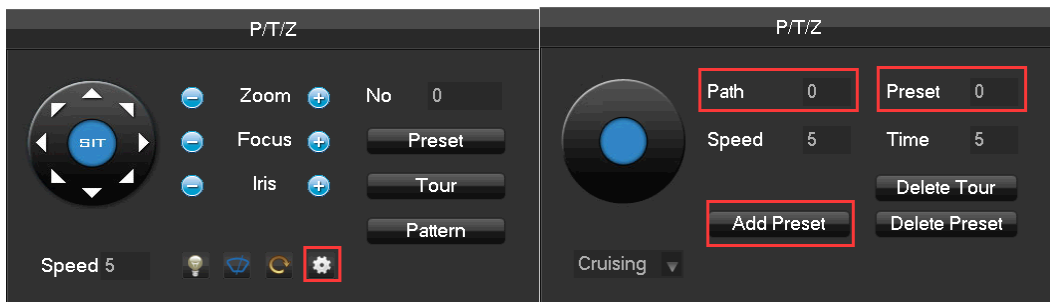 P/T/Z
Zoom No 0
SIT Focus Preset
Iris Tour
Pattern
Speed 5
P/T/Z
Path 0 Preset 0
Speed 5 Time 5
Delete Tour
Add Preset Delete Preset
Cruising